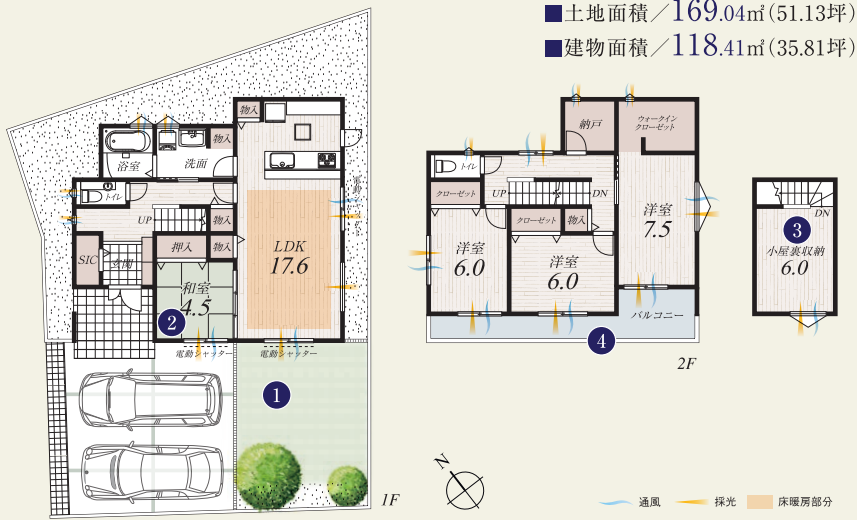 ■土地面積／169.04㎡(51.13坪)
■建物面積／118.41㎡(35.81坪)
物入
浴室
洗面
物入
トイレ
UP
物入
SIC
玄関
押入
物入
LDK
17.6
和室
4.5
2
電動シャッター
電動シャッター
1
1F
納戸
ウォークイン
クローゼット
トイレ
クローゼット
UP
DN
クローゼット
物入
洋室
7.5
洋室
6.0
洋室
6.0
バルコニー
4
2F
DN
3
小屋裏収納
6.0
N
通風
採光
床暖房部分